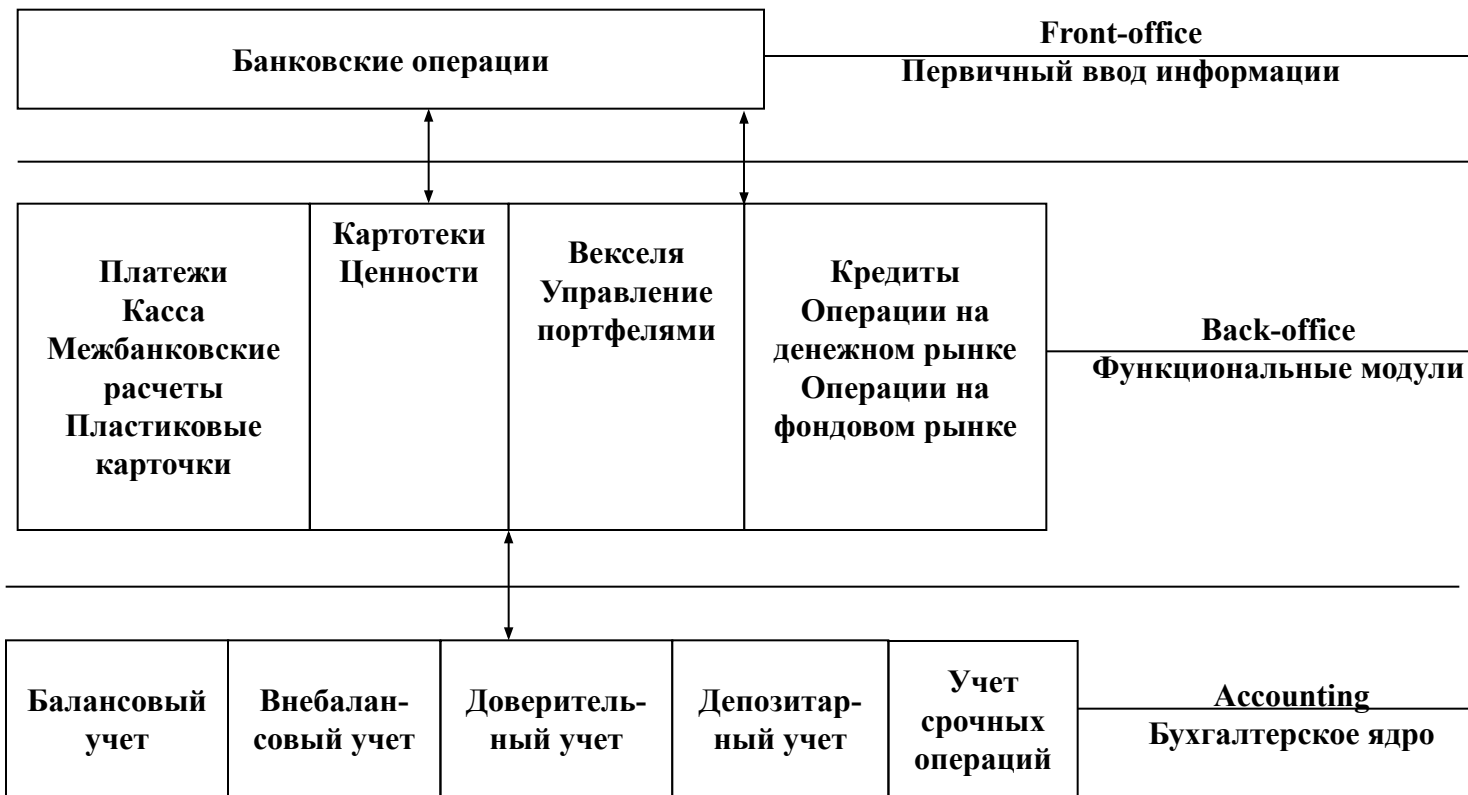 Банковские операции
Front-office
Первичный ввод информации
Платежи
Касса
Межбанковские
расчеты
Пластиковые
карточки
Картотеки
Ценности
Векселя
Управление
портфелями
Кредиты
Операции на
денежном рынке
Операции на
фондовом рынке
Back-office
Функциональные модули
Балансовый
учет
Внебалан-
совый учет
Доверитель-
ный учет
Депозитар-
ный учет
Учет
срочных
операций
Accounting
Бухгалтерское ядро